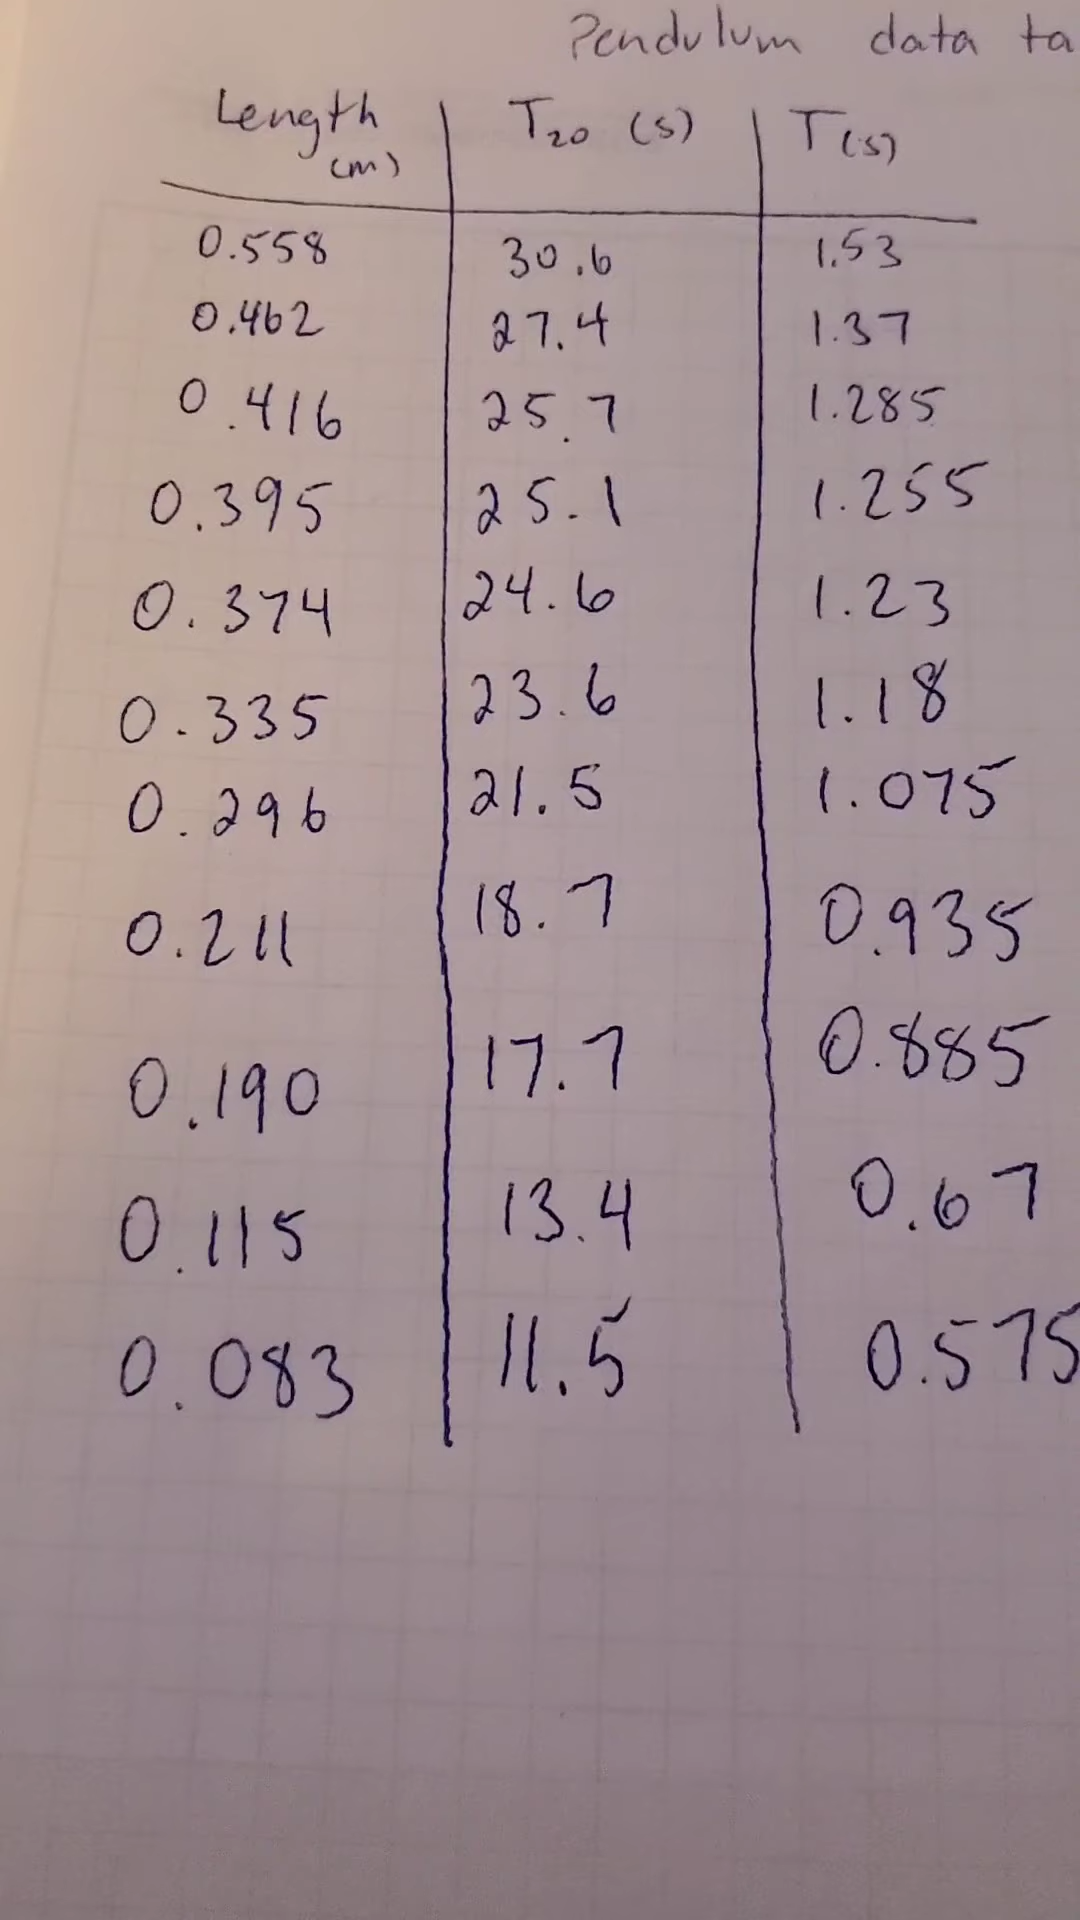 Pendulum data ta
Length (m) T20 (s) T(s)
0.558 30.6 1.53
0.462 27.4 1.37
0.416 25.7 1.285
0.395 25.1 1.255
0.374 24.6 1.23
0.335 23.6 1.18
0.296 21.5 1.075
0.211 18.7 0.935
0.190 17.7 0.885
0.115 13.4 0.67
0.083 11.5 0.575